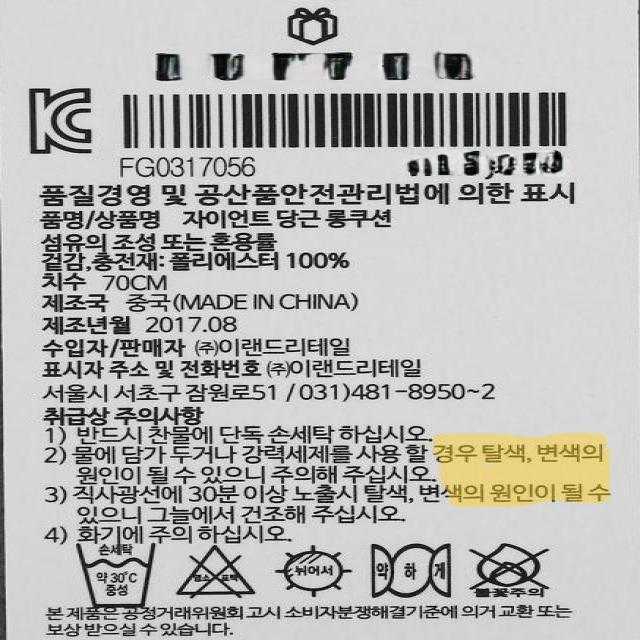 KC
FG0317056
품질경영 및 공산품안전관리법에 의한 표시
품명/상품명 자이언트 당근 롱쿠션
섬유의 조성 또는 혼용률
겉감,충전재: 폴리에스터 100%
치수 70CM
제조국 중국(MADE IN CHINA)
제조년월 2017.08
수입자/판매자 ㈜이랜드리테일
표시자 주소 및 전화번호 ㈜이랜드리테일
서울시 서초구 잠원로51 / 031)481-8950~2
취급상 주의사항
1) 반드시 찬물에 단독 손세탁 하십시오.
2) 물에 담가 두거나 강력세제를 사용 할 경우 탈색, 변색의
원인이 될 수 있으니 주의해 주십시오.
3) 직사광선에 30분 이상 노출시 탈색, 변색의 원인이 될 수
있으니 그늘에서 건조해 주십시오.
4) 화기에 주의 하십시오.
손세탁
약 30℃
중성
염소 표백
뉘어서
약하게
불꽃주의
본 제품은 공정거래위원회 고시 소비자분쟁해결기준에 의거 교환 또는
보상 받으실 수 있습니다.